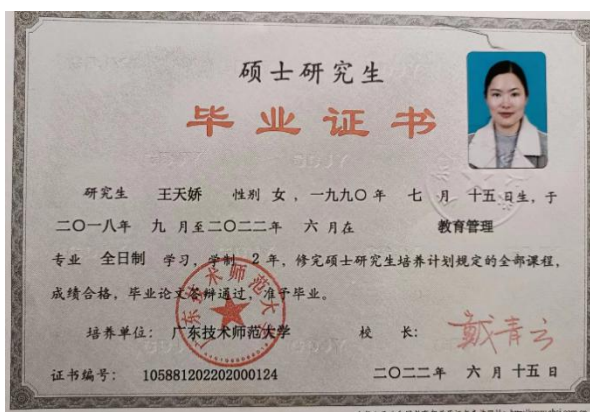 硕士研究生
毕业证书
研究生 王天娇 性别 女，一九九〇年 七 月 十五 日生，于
二〇一八年 九 月至二〇二二年 六 月在 教育管理
专业 全日制 学习，学制 2 年，修完硕士研究生培养计划规定的全部课程，
成绩合格，毕业论文答辩通过，准予毕业。
培养单位： 广东技术师范大学 校 长： 戴青云
证书编号： 105881202202000124 二〇二二年 六 月 十五 日